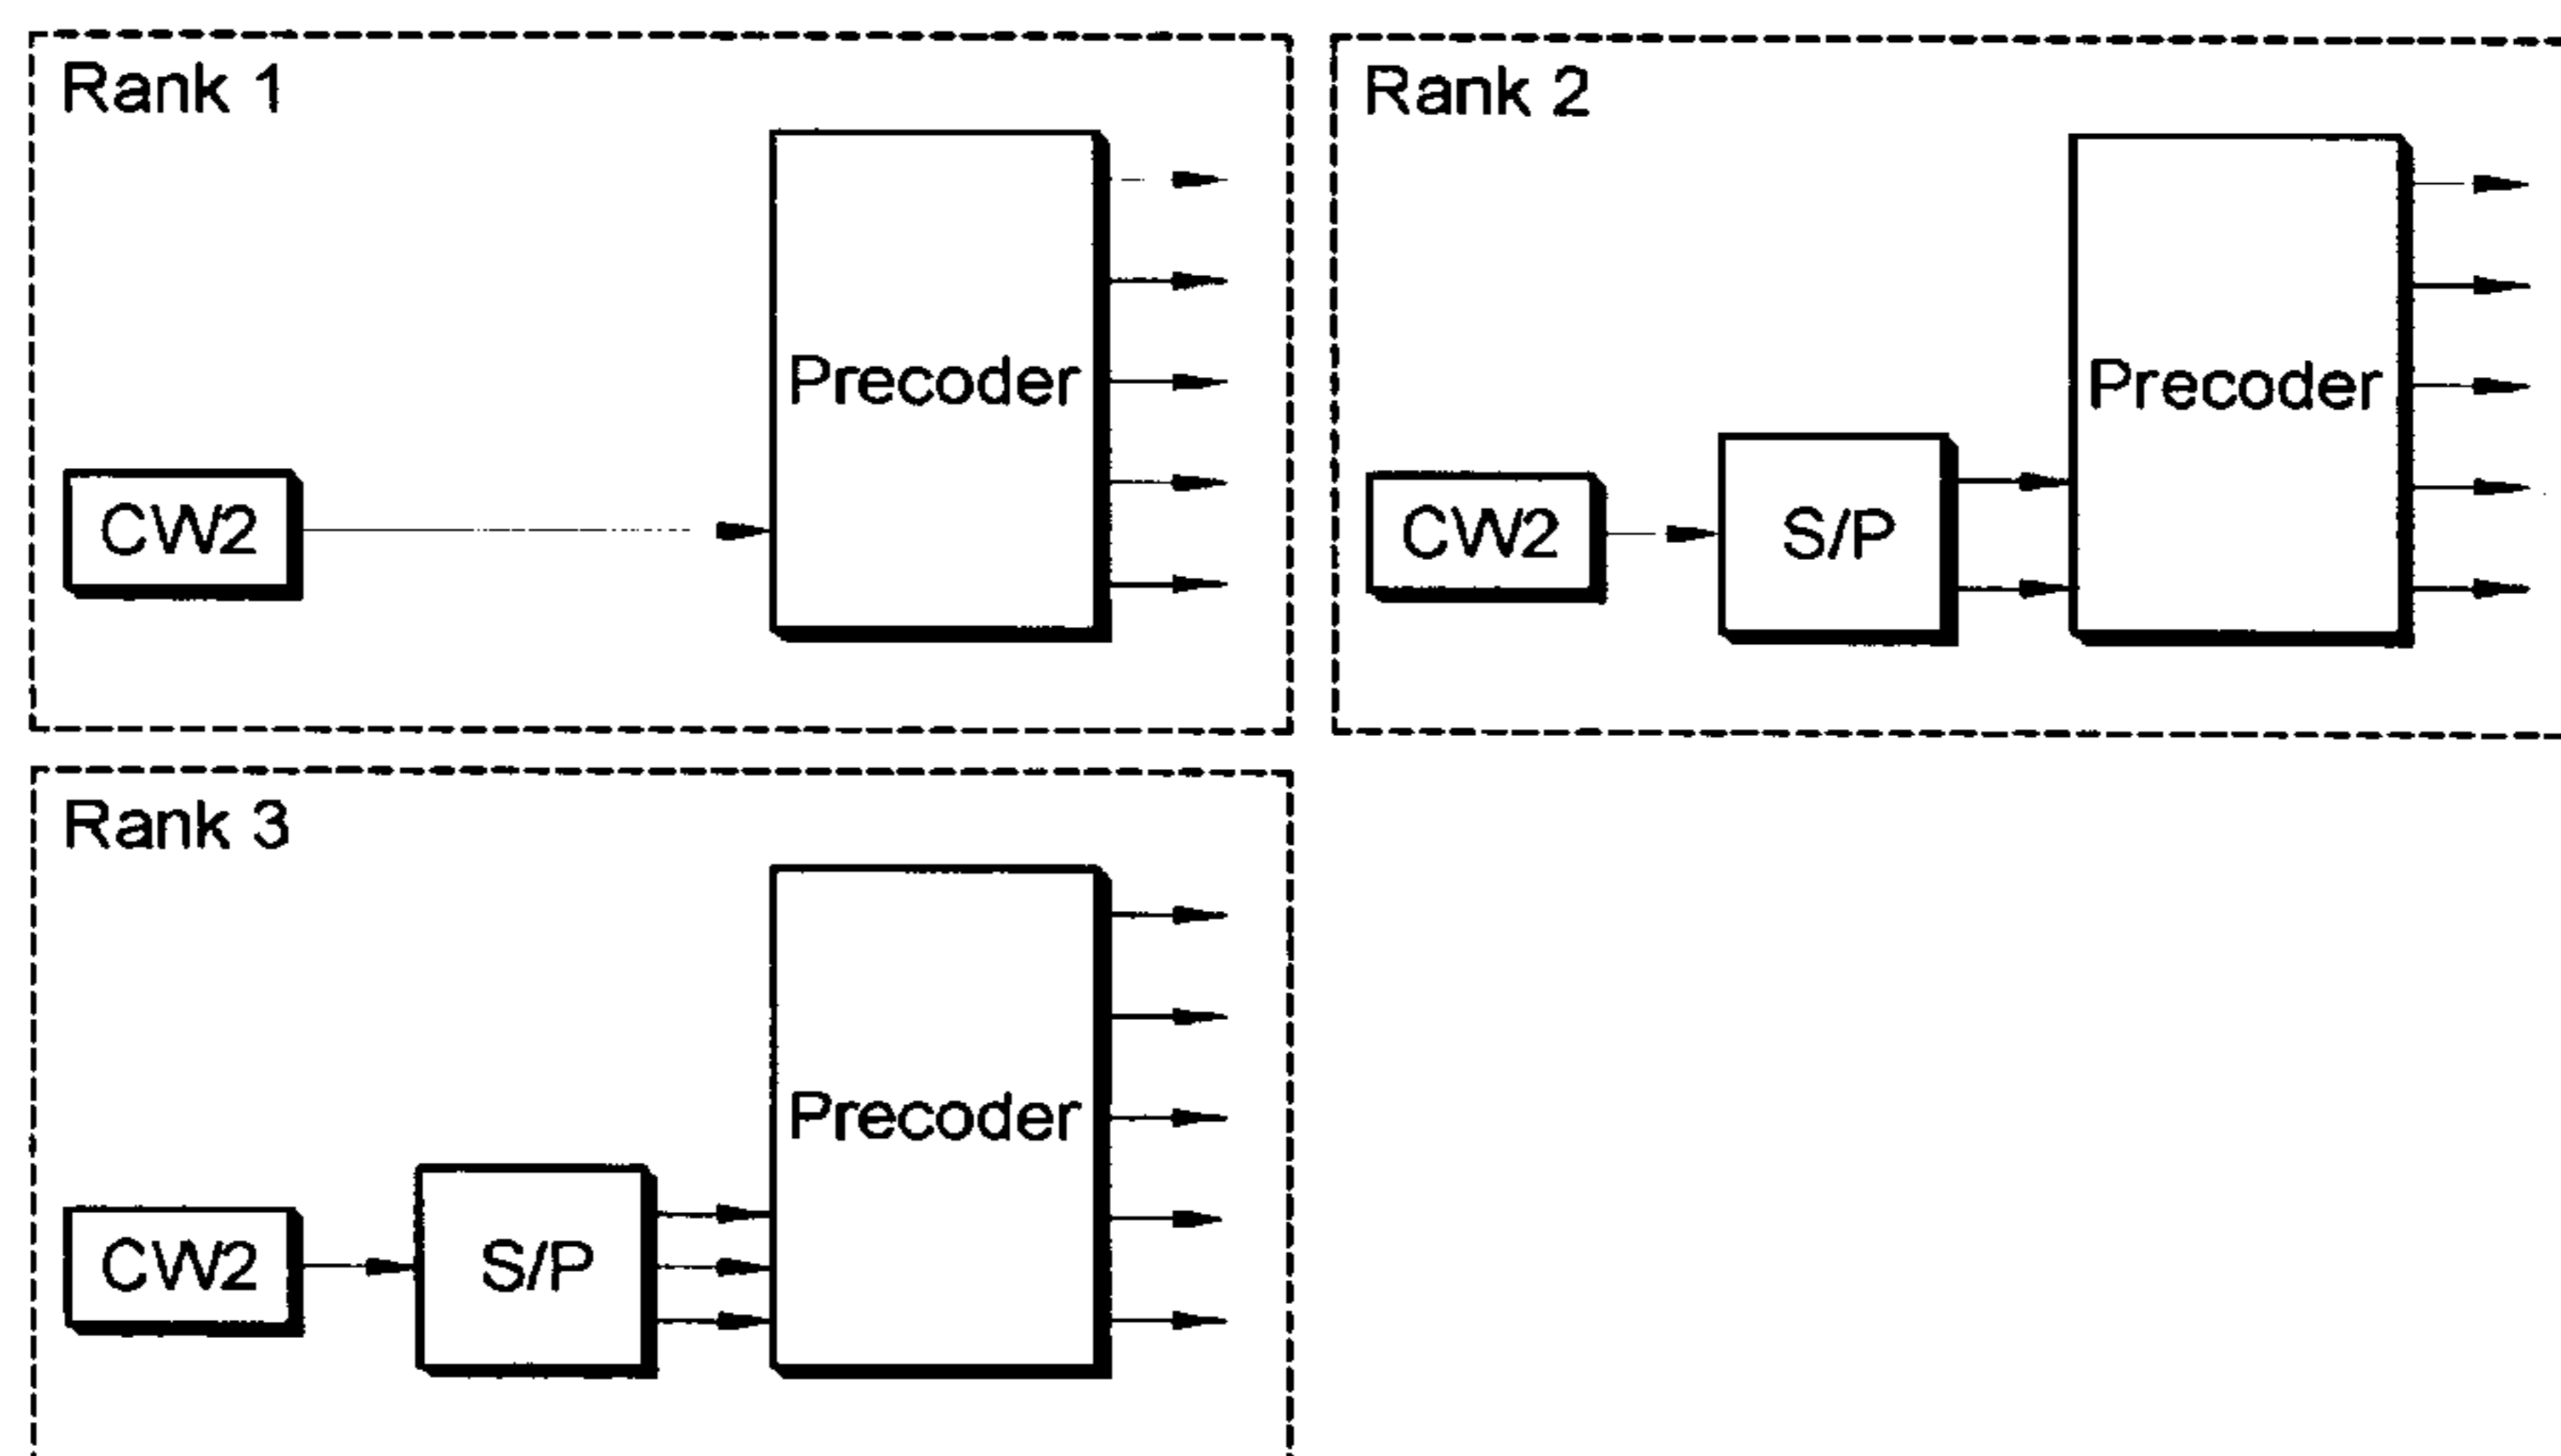 Rank 1
Precoder
CW2
Rank 2
Precoder
CW2
S/P
Rank 3
Precoder
CW2
S/P